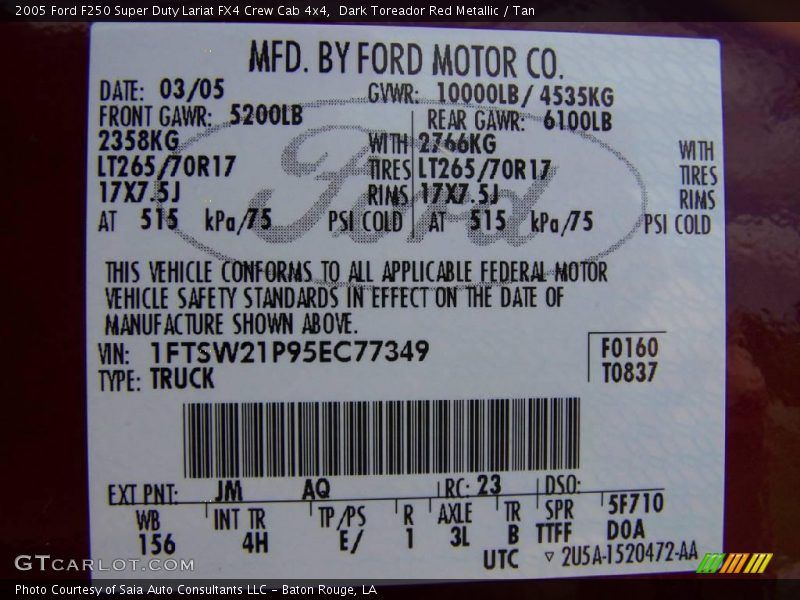 2005 Ford F250 Super Duty Lariat FX4 Crew Cab 4x4, Dark Toreador Red Metallic / Tan
MFD. BY FORD MOTOR CO.
DATE: 03/05 GVWR: 10000LB/ 4535KG
FRONT GAWR: 5200LB REAR GAWR: 6100LB
2358KG WITH 2766KG WITH
LT265/70R17 TIRES LT265/70R17 TIRES
17X7.5J RIMS 17X7.5J RIMS
AT 515 kPa/75 PSI COLD AT 515 kPa/75 PSI COLD
Ford
THIS VEHICLE CONFORMS TO ALL APPLICABLE FEDERAL MOTOR
VEHICLE SAFETY STANDARDS IN EFFECT ON THE DATE OF
MANUFACTURE SHOWN ABOVE.
VIN: 1FTSW21P95EC77349 F0160
TYPE: TRUCK T0837
EXT PNT: JM AQ RC: 23 DSO:
WB INT TR TP/PS R AXLE TR SPR 5F710
156 4H E/ 1 3L B TTFF DOA
UTC ▽ 2U5A-1520472-AA
GTCARLOT.COM
Photo Courtesy of Saia Auto Consultants LLC - Baton Rouge, LA